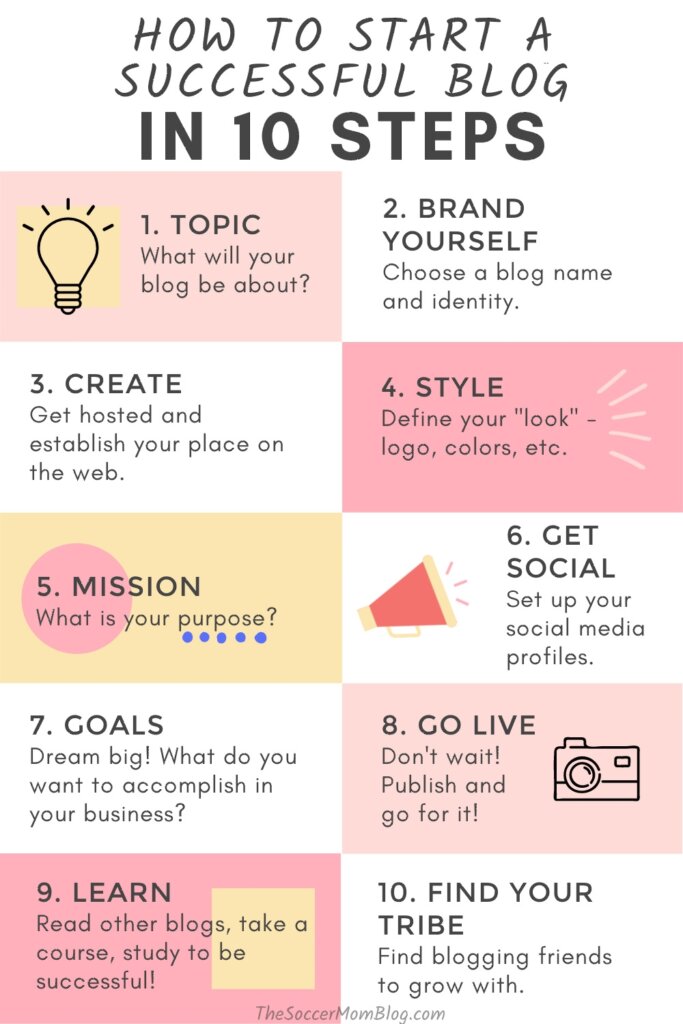 HOW TO START A
SUCCESSFUL BLOG
IN 10 STEPS
1. TOPIC
What will your
blog be about?
2. BRAND
YOURSELF
Choose a blog name
and identity.
3. CREATE
Get hosted and
establish your place on
the web.
4. STYLE
Define your "look" -
logo, colors, etc.
5. MISSION
What is your purpose?
6. GET
SOCIAL
Set up your
social media
profiles.
7. GOALS
Dream big! What do you
want to accomplish in
your business?
8. GO LIVE
Don't wait!
Publish and
go for it!
9. LEARN
Read other blogs, take a
course, study to be
successful!
10. FIND YOUR
TRIBE
Find blogging friends
to grow with.
TheSoccerMomBlog.com